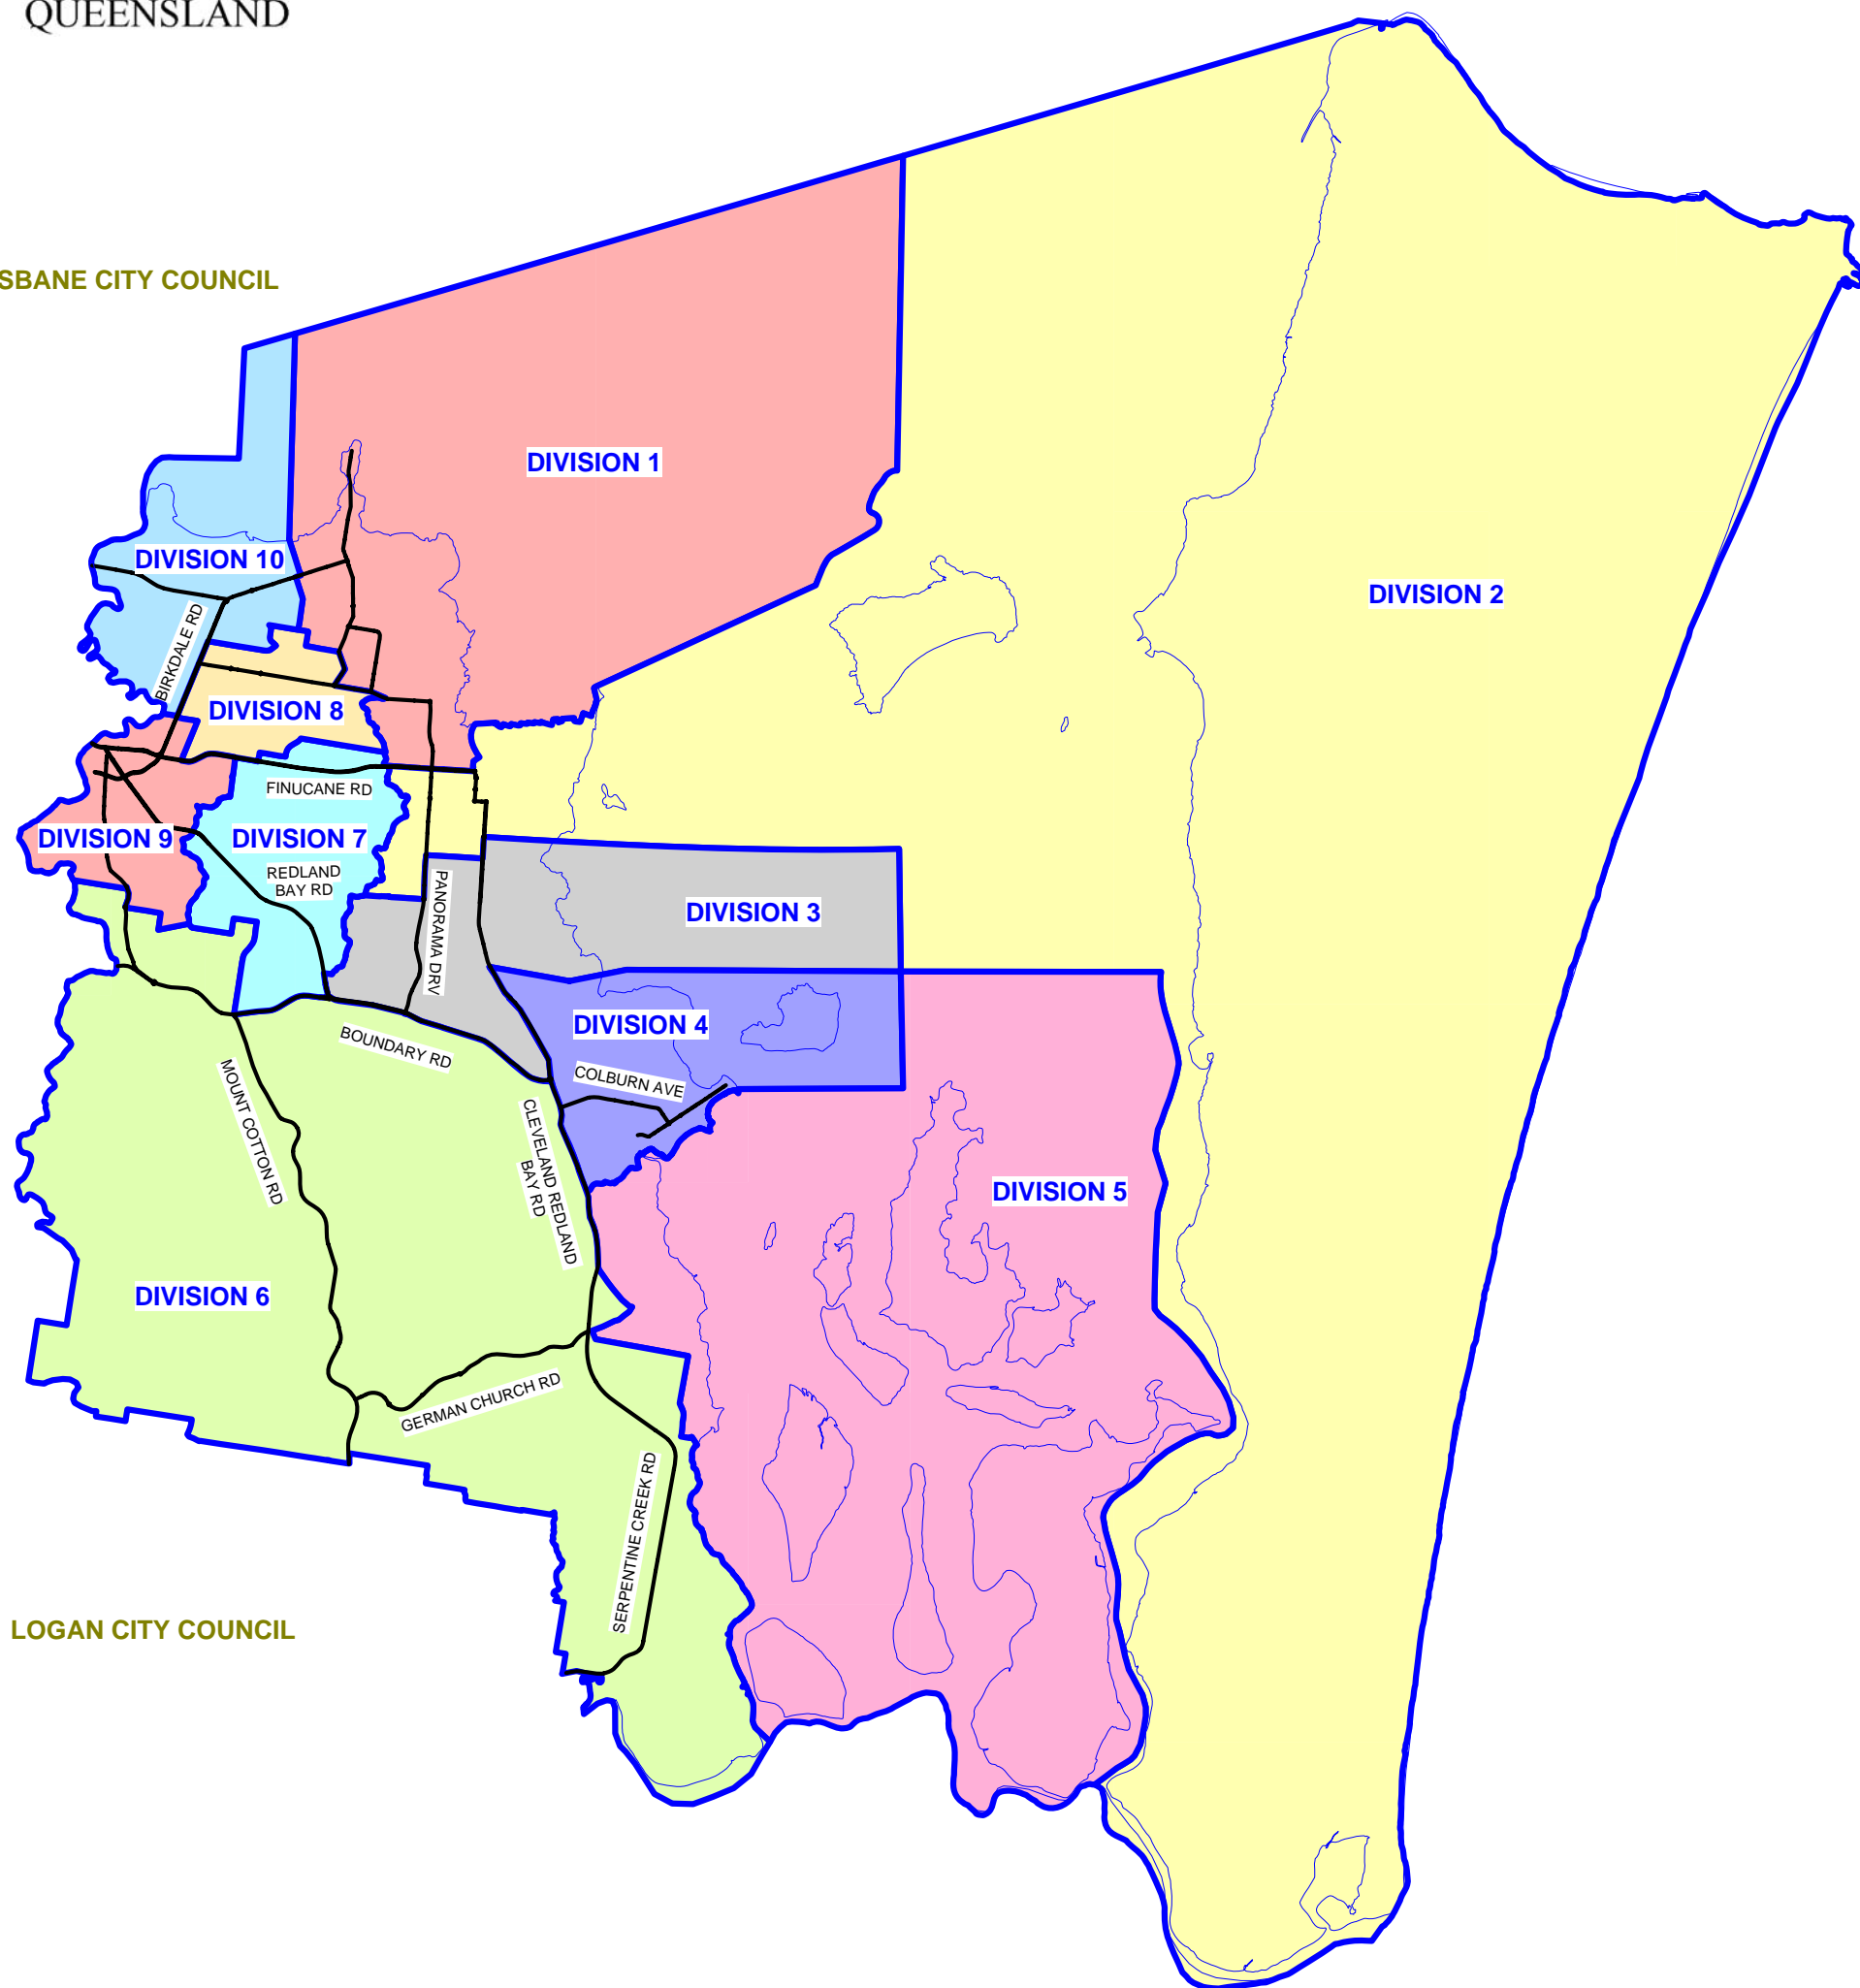 QUEENSLAND
SBANE CITY COUNCIL
DIVISION 1
DIVISION 10
DIVISION 2
BIRKDALE RD
DIVISION 8
FINUCANE RD
DIVISION 9
DIVISION 7
REDLAND
BAY RD
PANORAMA DRV
DIVISION 3
DIVISION 4
BOUNDARY RD
COLBURN AVE
MOUNT COTTON RD
CLEVELAND REDLAND
BAY RD
DIVISION 5
DIVISION 6
GERMAN CHURCH RD
SERPENTINE CREEK RD
LOGAN CITY COUNCIL